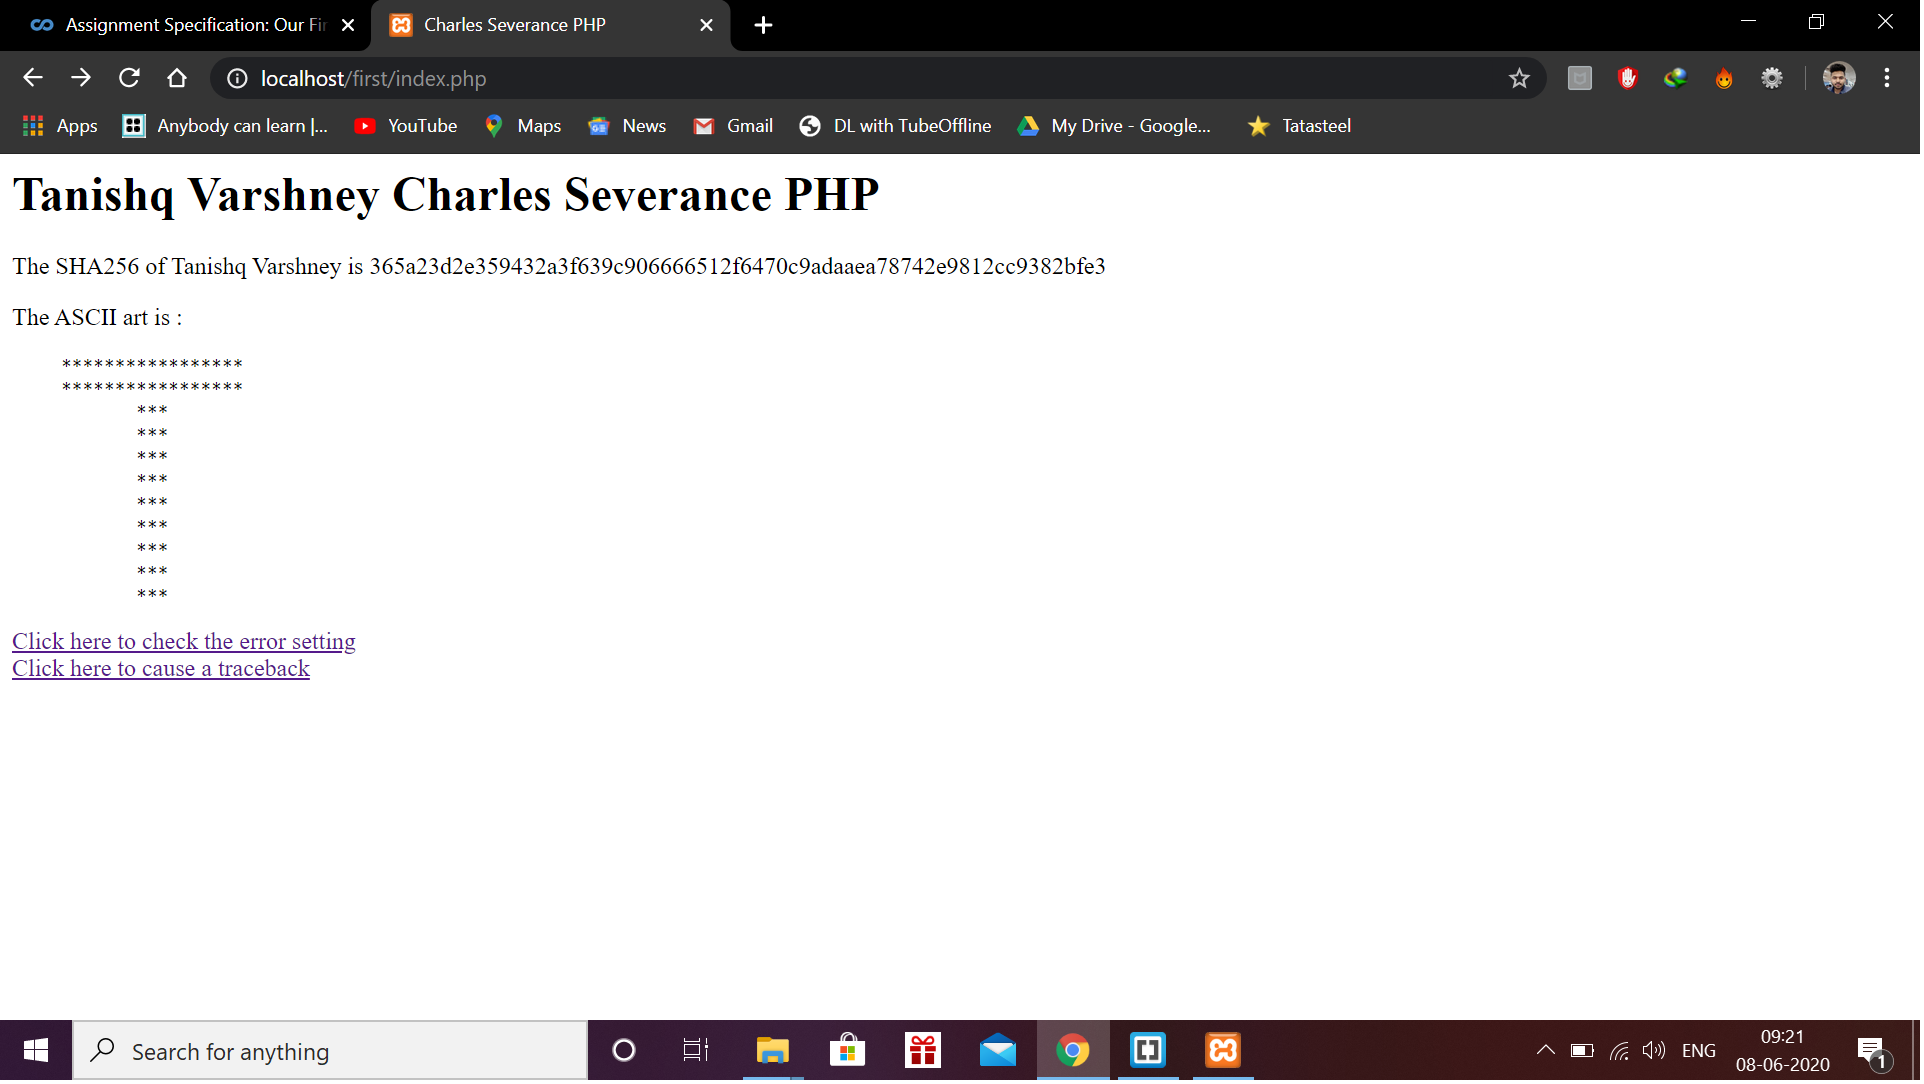 Assignment Specification: Our Fir
Charles Severance PHP
localhost/first/index.php
Apps
Anybody can learn |...
YouTube
Maps
News
Gmail
DL with TubeOffline
My Drive - Google...
Tatasteel
Tanishq Varshney Charles Severance PHP
The SHA256 of Tanishq Varshney is 365a23d2e359432a3f639c906666512f6470c9adaaea78742e9812cc9382bfe3
The ASCII art is :
*****************
*****************
***
***
***
***
***
***
***
***
***
Click here to check the error setting
Click here to cause a traceback
Search for anything
ENG
09:21
08-06-2020
1